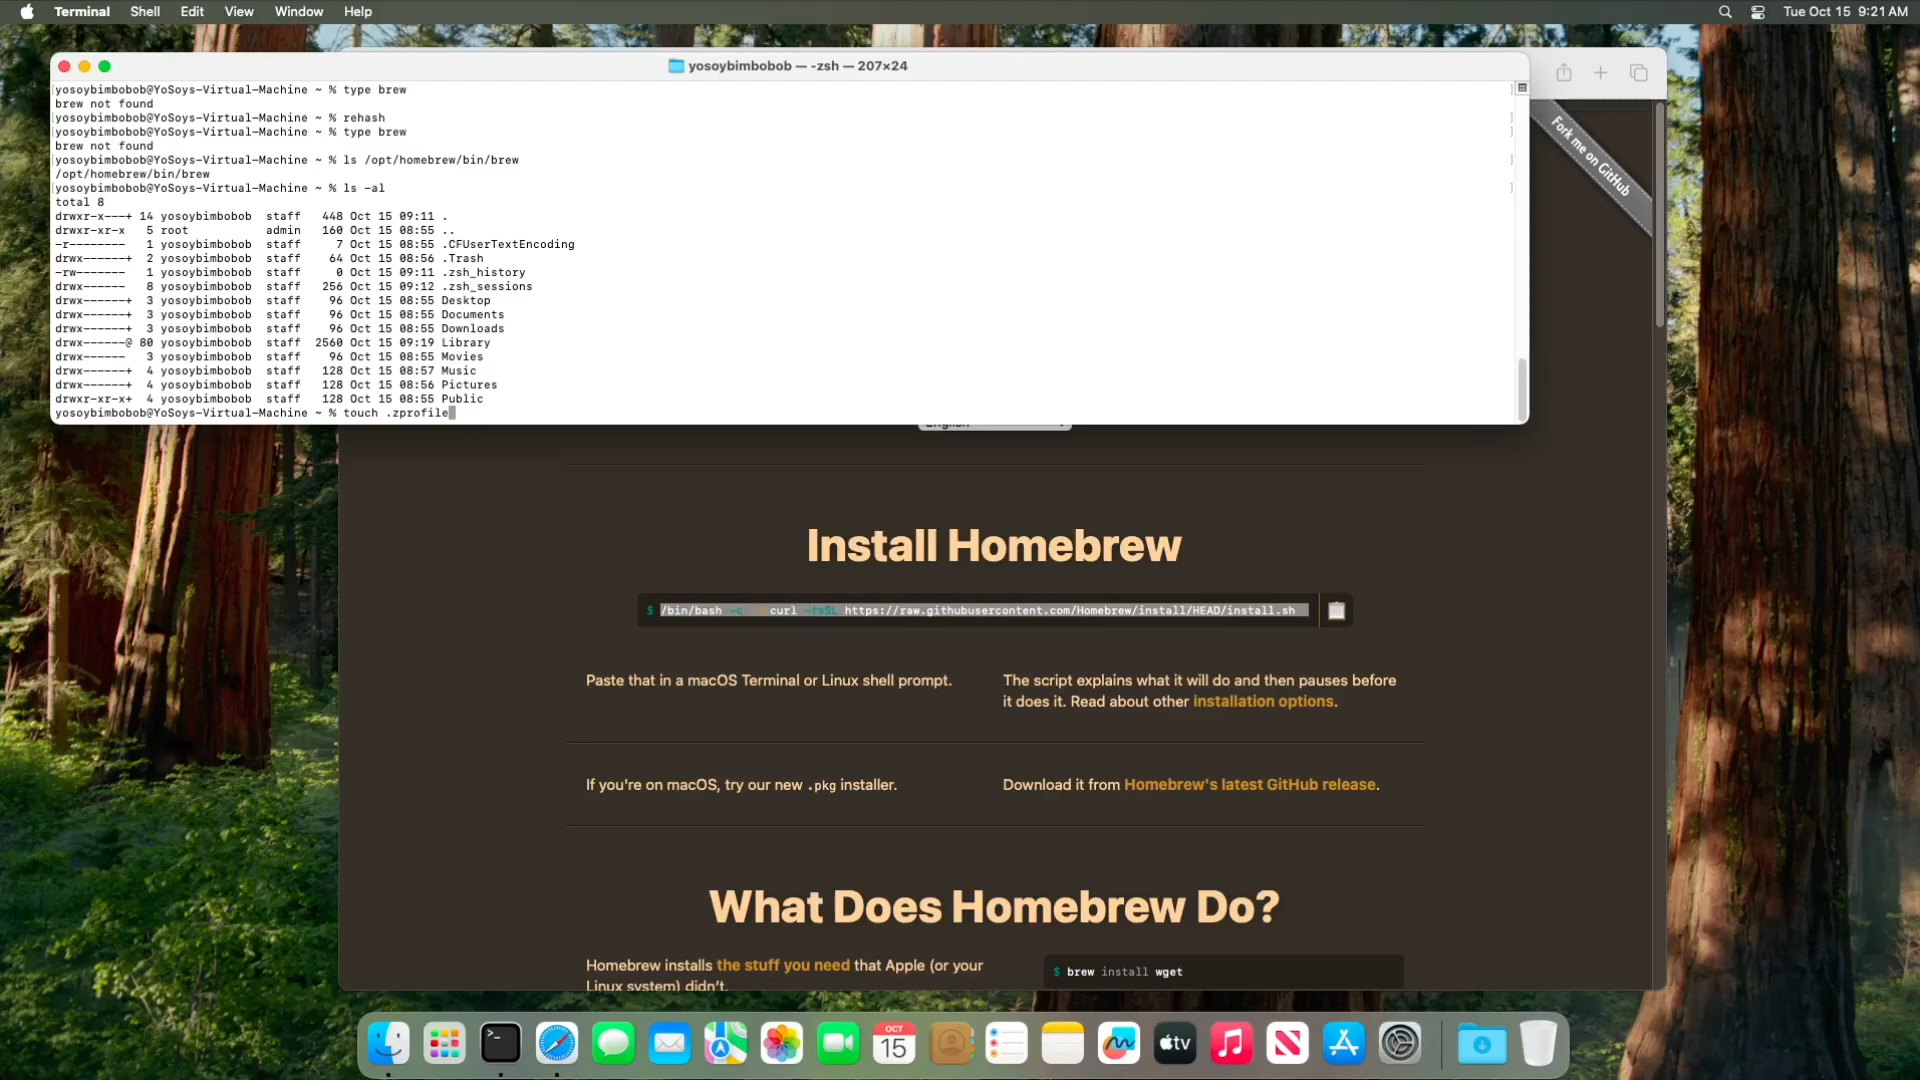 Terminal Shell Edit View Window Help
Tue Oct 15 9:21 AM
yosoybimbobob — -zsh — 207×24
[yosoybimbobob@YoSoys-Virtual-Machine ~ % type brew ]
brew not found
[yosoybimbobob@YoSoys-Virtual-Machine ~ % rehash ]
[yosoybimbobob@YoSoys-Virtual-Machine ~ % type brew ]
brew not found
[yosoybimbobob@YoSoys-Virtual-Machine ~ % ls /opt/homebrew/bin/brew ]
/opt/homebrew/bin/brew
[yosoybimbobob@YoSoys-Virtual-Machine ~ % ls -al ]
total 8
drwxr-x---+ 14 yosoybimbobob staff 448 Oct 15 09:11 .
drwxr-xr-x 5 root admin 160 Oct 15 08:55 ..
-r-------- 1 yosoybimbobob staff 7 Oct 15 08:55 .CFUserTextEncoding
drwx------+ 2 yosoybimbobob staff 64 Oct 15 08:56 .Trash
-rw------- 1 yosoybimbobob staff 0 Oct 15 09:11 .zsh_history
drwx------ 8 yosoybimbobob staff 256 Oct 15 09:12 .zsh_sessions
drwx------+ 3 yosoybimbobob staff 96 Oct 15 08:55 Desktop
drwx------+ 3 yosoybimbobob staff 96 Oct 15 08:55 Documents
drwx------+ 3 yosoybimbobob staff 96 Oct 15 08:55 Downloads
drwx------@ 80 yosoybimbobob staff 2560 Oct 15 09:19 Library
drwx------ 3 yosoybimbobob staff 96 Oct 15 08:55 Movies
drwx------+ 4 yosoybimbobob staff 128 Oct 15 08:57 Music
drwx------+ 4 yosoybimbobob staff 128 Oct 15 08:56 Pictures
drwxr-xr-x+ 4 yosoybimbobob staff 128 Oct 15 08:55 Public
yosoybimbobob@YoSoys-Virtual-Machine ~ % touch .zprofile
Fork me on GitHub
English
Install Homebrew
$ /bin/bash -c curl -fsSL https://raw.githubusercontent.com/Homebrew/install/HEAD/install.sh
Paste that in a macOS Terminal or Linux shell prompt.
The script explains what it will do and then pauses before
it does it. Read about other installation options.
If you're on macOS, try our new .pkg installer.
Download it from Homebrew's latest GitHub release.
What Does Homebrew Do?
Homebrew installs the stuff you need that Apple (or your
Linux system) didn't.
$ brew install wget
OCT
15
tv